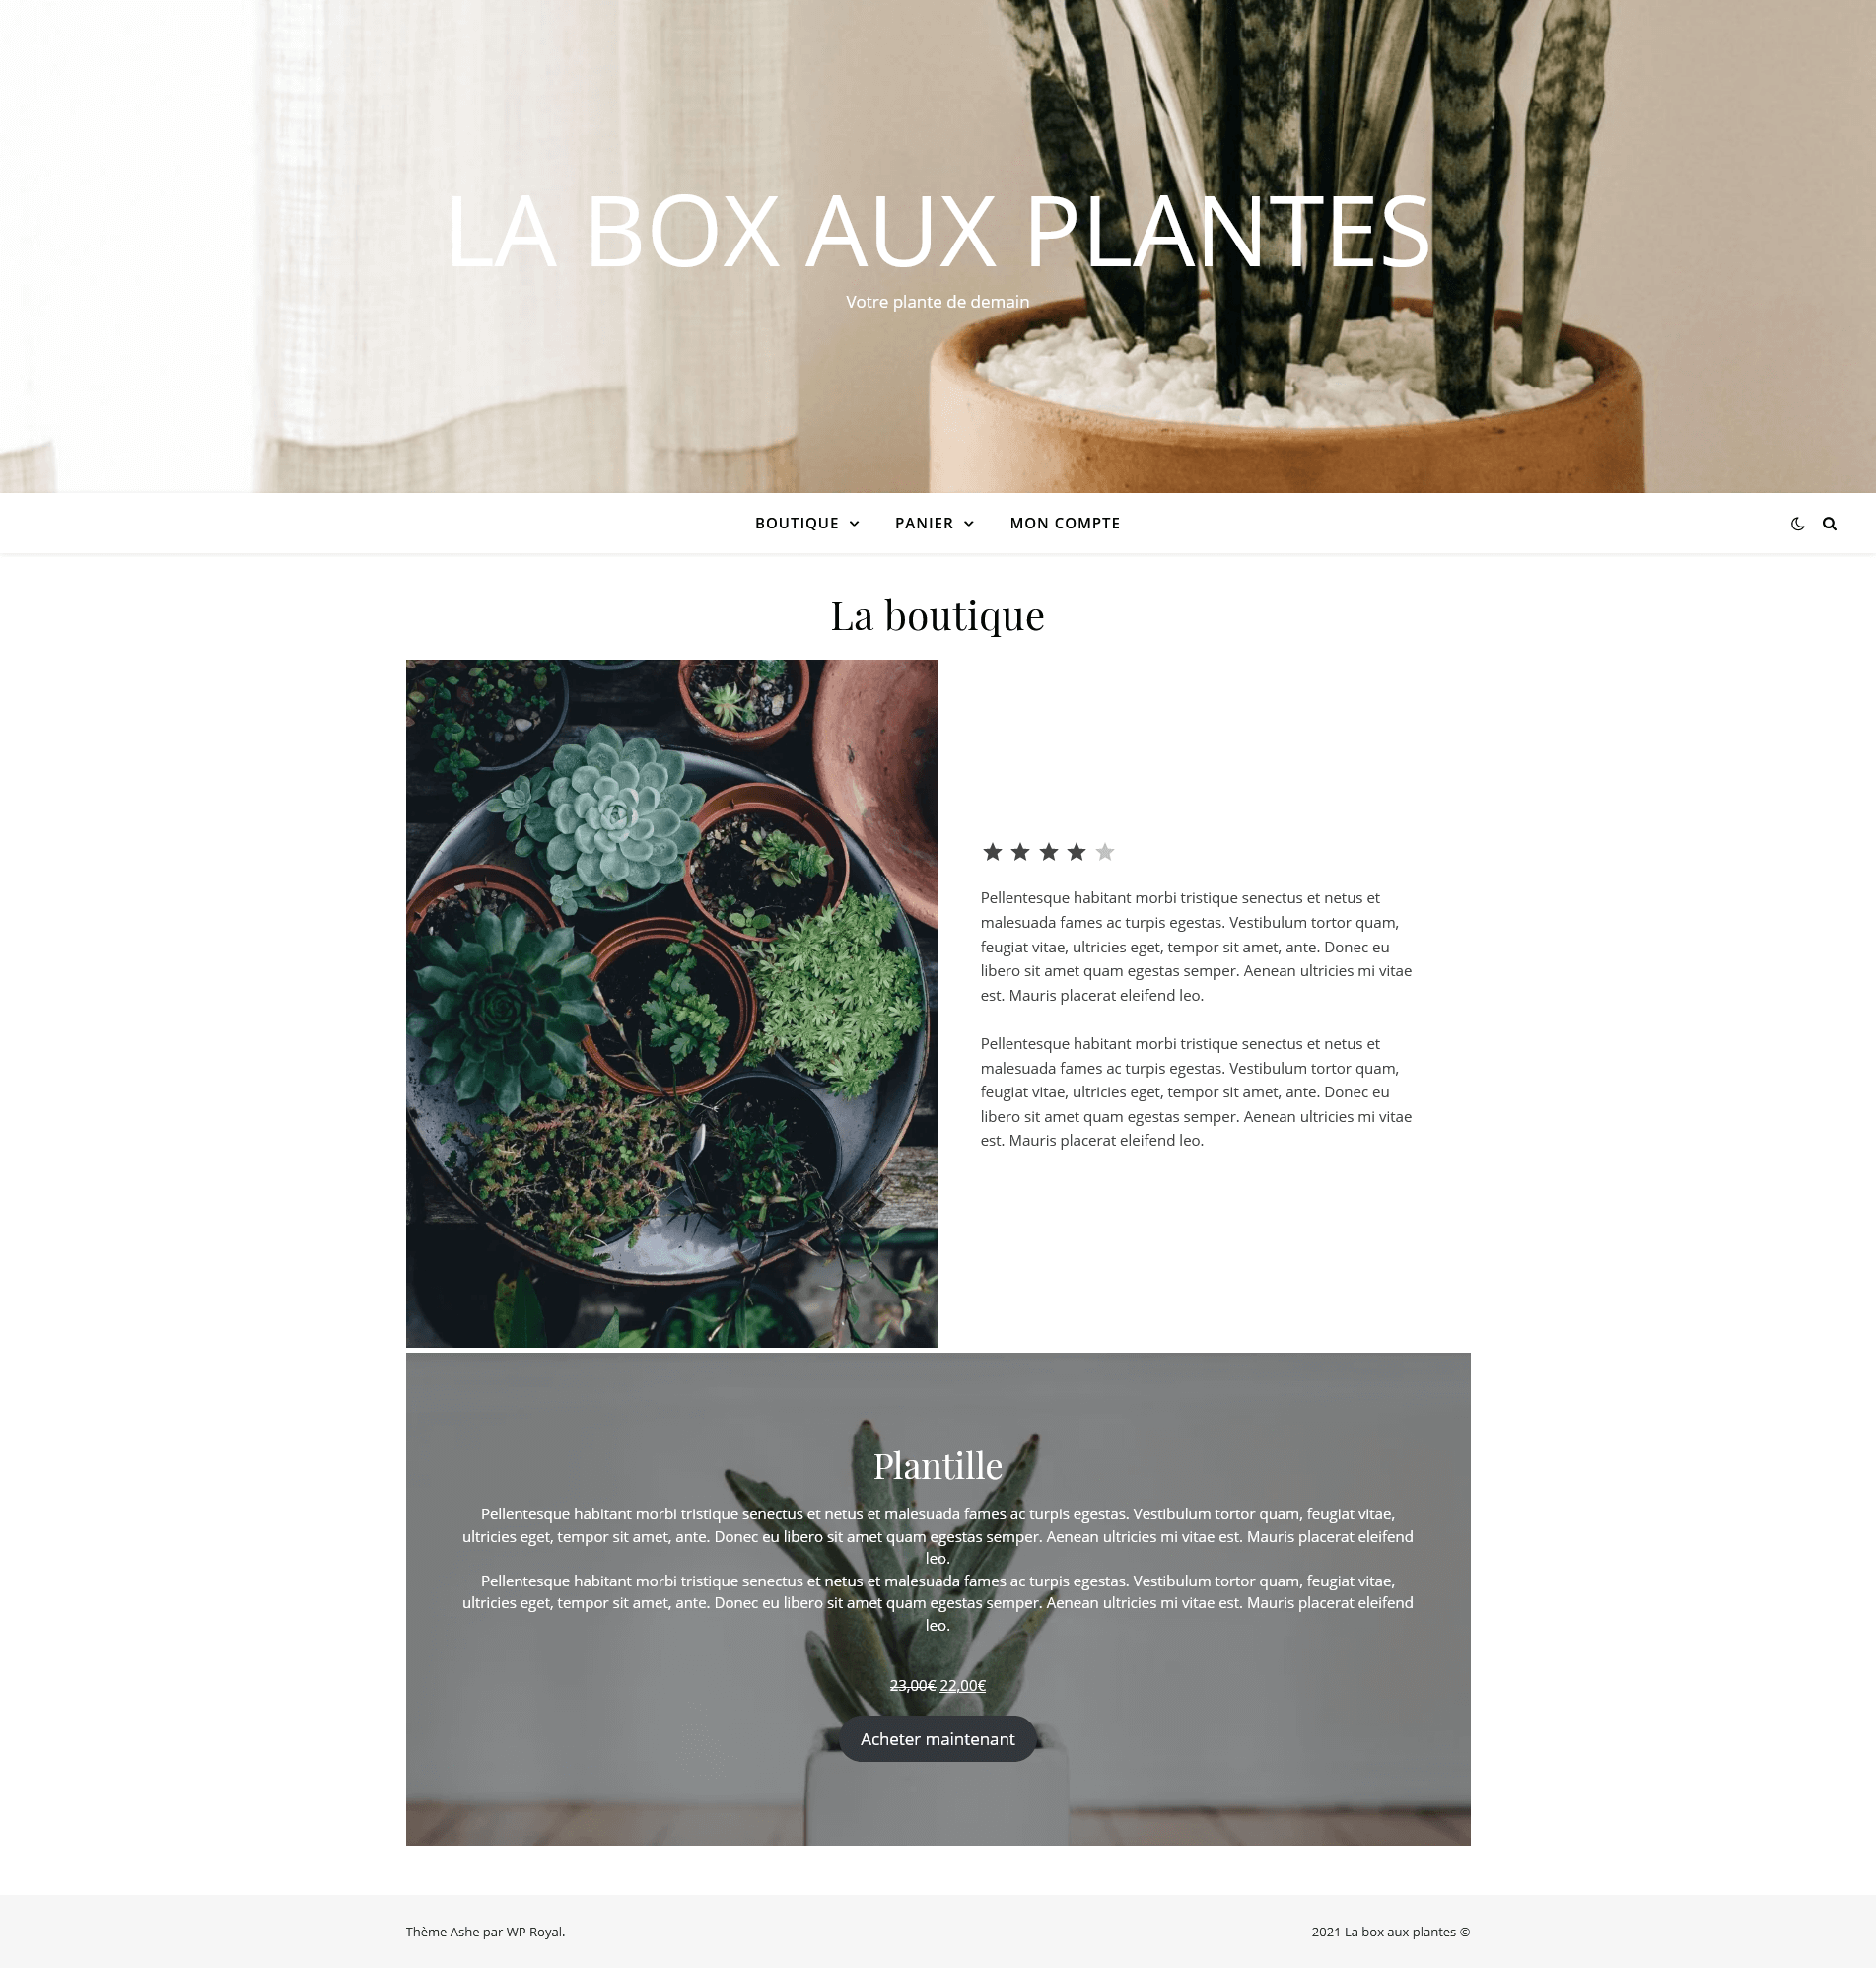 LA BOX AUX PLANTES
Votre plante de demain
BOUTIQUE
PANIER
MON COMPTE
La boutique
Pellentesque habitant morbi tristique senectus et netus et
malesuada fames ac turpis egestas. Vestibulum tortor quam,
feugiat vitae, ultricies eget, tempor sit amet, ante. Donec eu
libero sit amet quam egestas semper. Aenean ultricies mi vitae
est. Mauris placerat eleifend leo.
Pellentesque habitant morbi tristique senectus et netus et
malesuada fames ac turpis egestas. Vestibulum tortor quam,
feugiat vitae, ultricies eget, tempor sit amet, ante. Donec eu
libero sit amet quam egestas semper. Aenean ultricies mi vitae
est. Mauris placerat eleifend leo.
Plantille
Pellentesque habitant morbi tristique senectus et netus et malesuada fames ac turpis egestas. Vestibulum tortor quam, feugiat vitae,
ultricies eget, tempor sit amet, ante. Donec eu libero sit amet quam egestas semper. Aenean ultricies mi vitae est. Mauris placerat eleifend
leo.
Pellentesque habitant morbi tristique senectus et netus et malesuada fames ac turpis egestas. Vestibulum tortor quam, feugiat vitae,
ultricies eget, tempor sit amet, ante. Donec eu libero sit amet quam egestas semper. Aenean ultricies mi vitae est. Mauris placerat eleifend
leo.
23,00€ 22,00€
Acheter maintenant
Thème Ashe par WP Royal.
2021 La box aux plantes ©